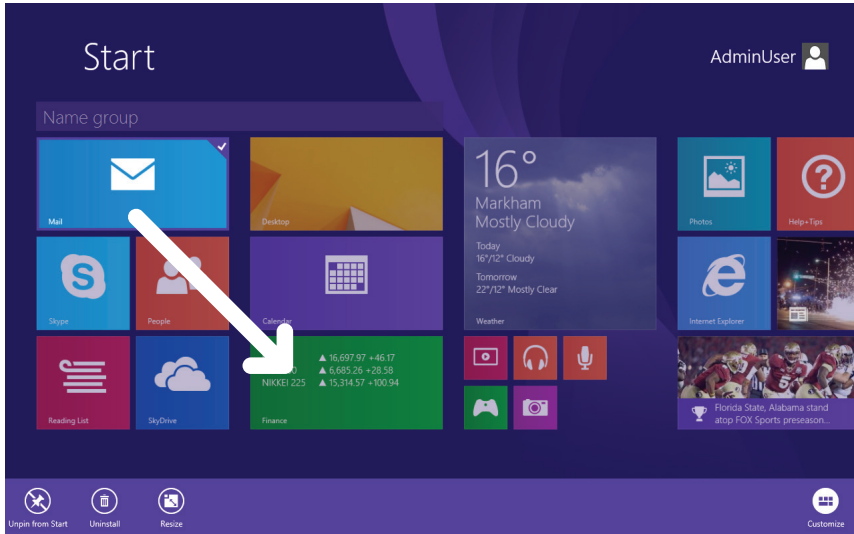 Start
AdminUser
Name group
Mail
Desktop
16°
Markham
Mostly Cloudy
Today
16°/12° Cloudy
Tomorrow
22°/12° Mostly Clear
Weather
Photos
Help+Tips
Skype
People
Calendar
Internet Explorer
▲ 16,697.97 +46.17
0 ▲ 6,685.26 +28.58
NIKKEI 225 ▲ 15,314.57 +100.94
Finance
Reading List
SkyDrive
Florida State, Alabama stand
atop FOX Sports preseason...
Unpin from Start
Uninstall
Resize
Customize